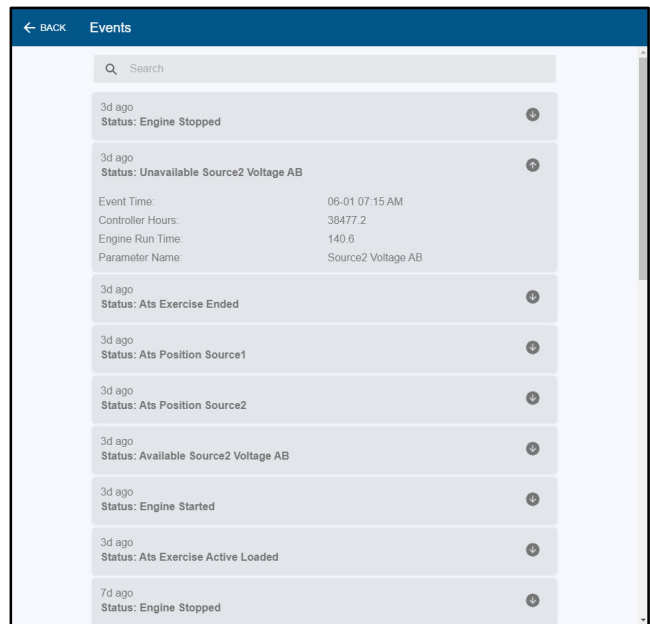 BACK Events
Search
3d ago
Status: Engine Stopped
3d ago
Status: Unavailable Source2 Voltage AB
Event Time: 06-01 07:15 AM
Controller Hours: 38477.2
Engine Run Time: 140.6
Parameter Name: Source2 Voltage AB
3d ago
Status: Ats Exercise Ended
3d ago
Status: Ats Position Source1
3d ago
Status: Ats Position Source2
3d ago
Status: Available Source2 Voltage AB
3d ago
Status: Engine Started
3d ago
Status: Ats Exercise Active Loaded
7d ago
Status: Engine Stopped